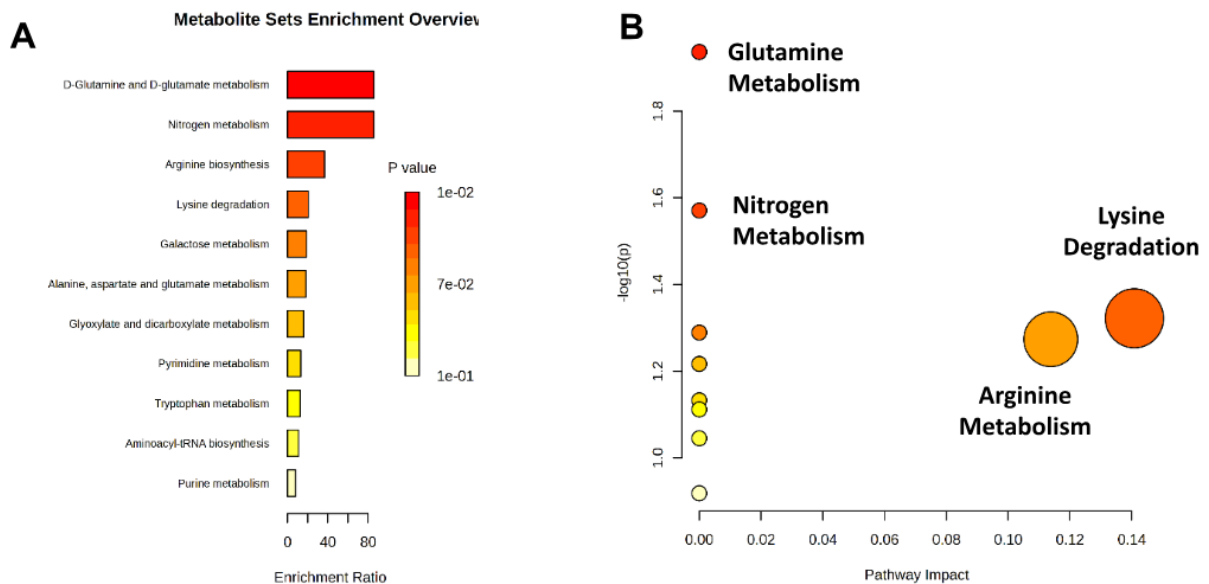 A
Metabolite Sets Enrichment Overview
D-Glutamine and D-glutamate metabolism
Nitrogen metabolism
Arginine biosynthesis
Lysine degradation
Galactose metabolism
Alanine, aspartate and glutamate metabolism
Glyoxylate and dicarboxylate metabolism
Pyrimidine metabolism
Tryptophan metabolism
Aminoacyl-tRNA biosynthesis
Purine metabolism
0 40 80
Enrichment Ratio
P value
1e-02
7e-02
1e-01
B
Glutamine
Metabolism
Nitrogen
Metabolism
Lysine
Degradation
Arginine
Metabolism
-log10(p)
1.8
1.6
1.4
1.2
1.0
0.00 0.02 0.04 0.06 0.08 0.10 0.12 0.14
Pathway Impact